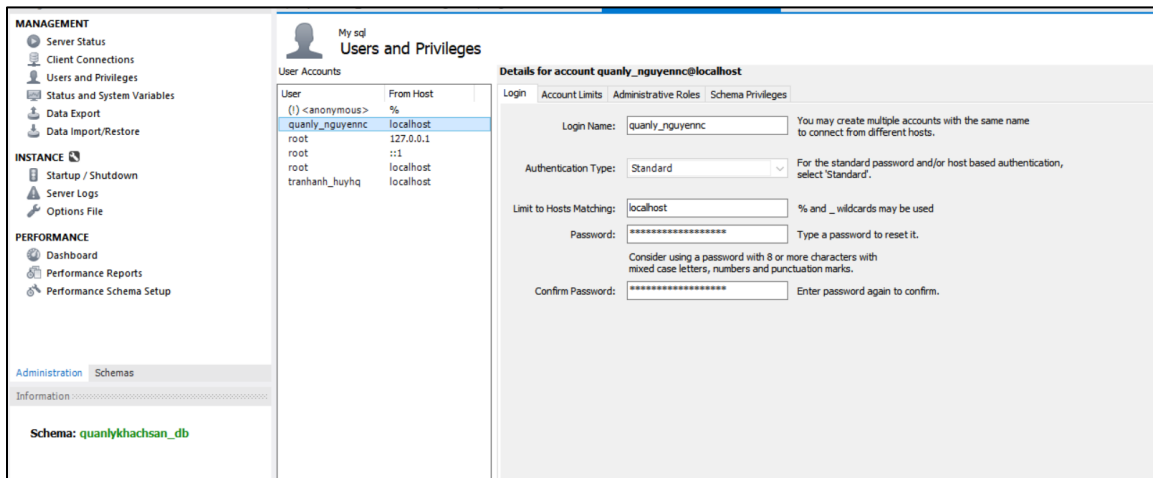 MANAGEMENT
Server Status
Client Connections
Users and Privileges
Status and System Variables
Data Export
Data Import/Restore
INSTANCE
Startup / Shutdown
Server Logs
Options File
PERFORMANCE
Dashboard
Performance Reports
Performance Schema Setup
Administration Schemas
Information
Schema: quanlykhachsan_db
My sql
Users and Privileges
User Accounts
User From Host
(!) <anonymous> %
quanly_nguyennc localhost
root 127.0.0.1
root ::1
root localhost
tranhanh_huyhq localhost
Details for account quanly_nguyennc@localhost
Login Account Limits Administrative Roles Schema Privileges
Login Name: quanly_nguyennc You may create multiple accounts with the same name
to connect from different hosts.
Authentication Type: Standard For the standard password and/or host based authentication,
select 'Standard'.
Limit to Hosts Matching: localhost % and _ wildcards may be used
Password: ****************** Type a password to reset it.
Consider using a password with 8 or more characters with
mixed case letters, numbers and punctuation marks.
Confirm Password: ****************** Enter password again to confirm.